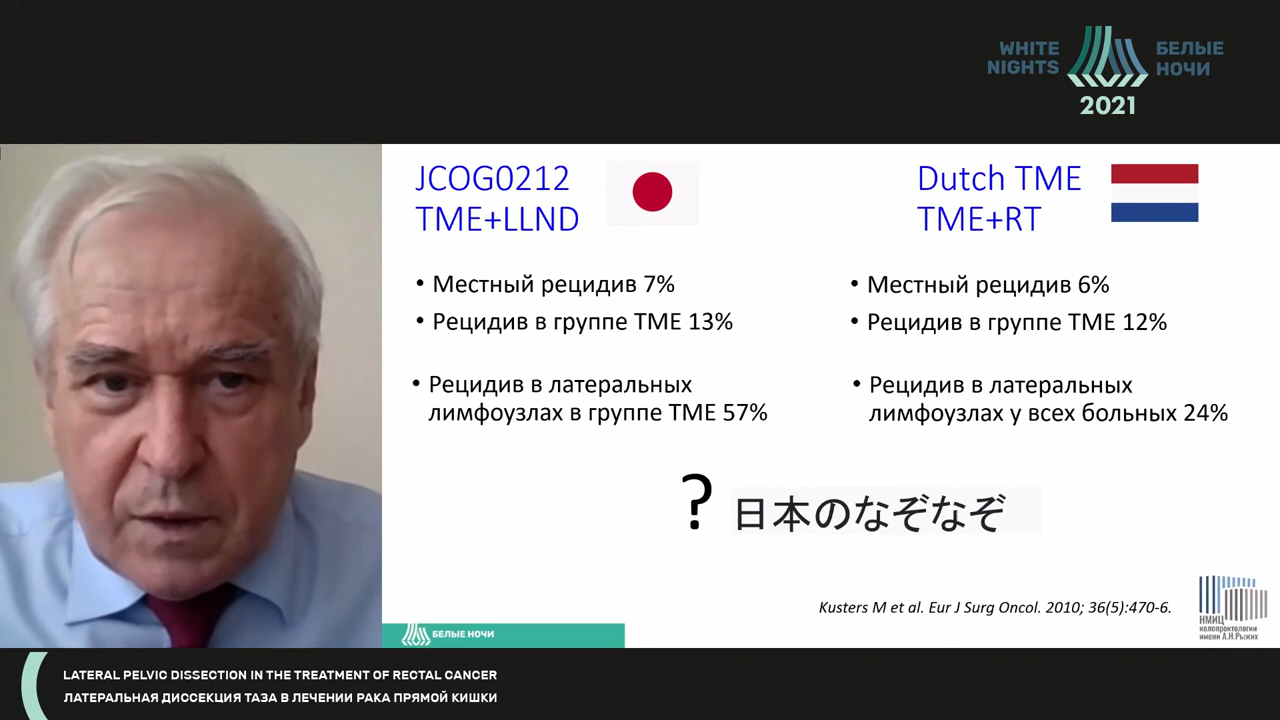 WHITE
NIGHTS
БЕЛЫЕ
НОЧИ
2021
JCOG0212
TME+LLND
• Местный рецидив 7%
• Рецидив в группе TME 13%
• Рецидив в латеральных
лимфоузлах в группе TME 57%
Dutch TME
TME+RT
• Местный рецидив 6%
• Рецидив в группе TME 12%
• Рецидив в латеральных
лимфоузлах у всех больных 24%
? 日本のなぞなぞ
Kusters M et al. Eur J Surg Oncol. 2010; 36(5):470-6.
НМИЦ
колопроктологии
имени А.Н.Рыжих
БЕЛЫЕ НОЧИ
LATERAL PELVIC DISSECTION IN THE TREATMENT OF RECTAL CANCER
ЛАТЕРАЛЬНАЯ ДИССЕКЦИЯ ТАЗА В ЛЕЧЕНИИ РАКА ПРЯМОЙ КИШКИ